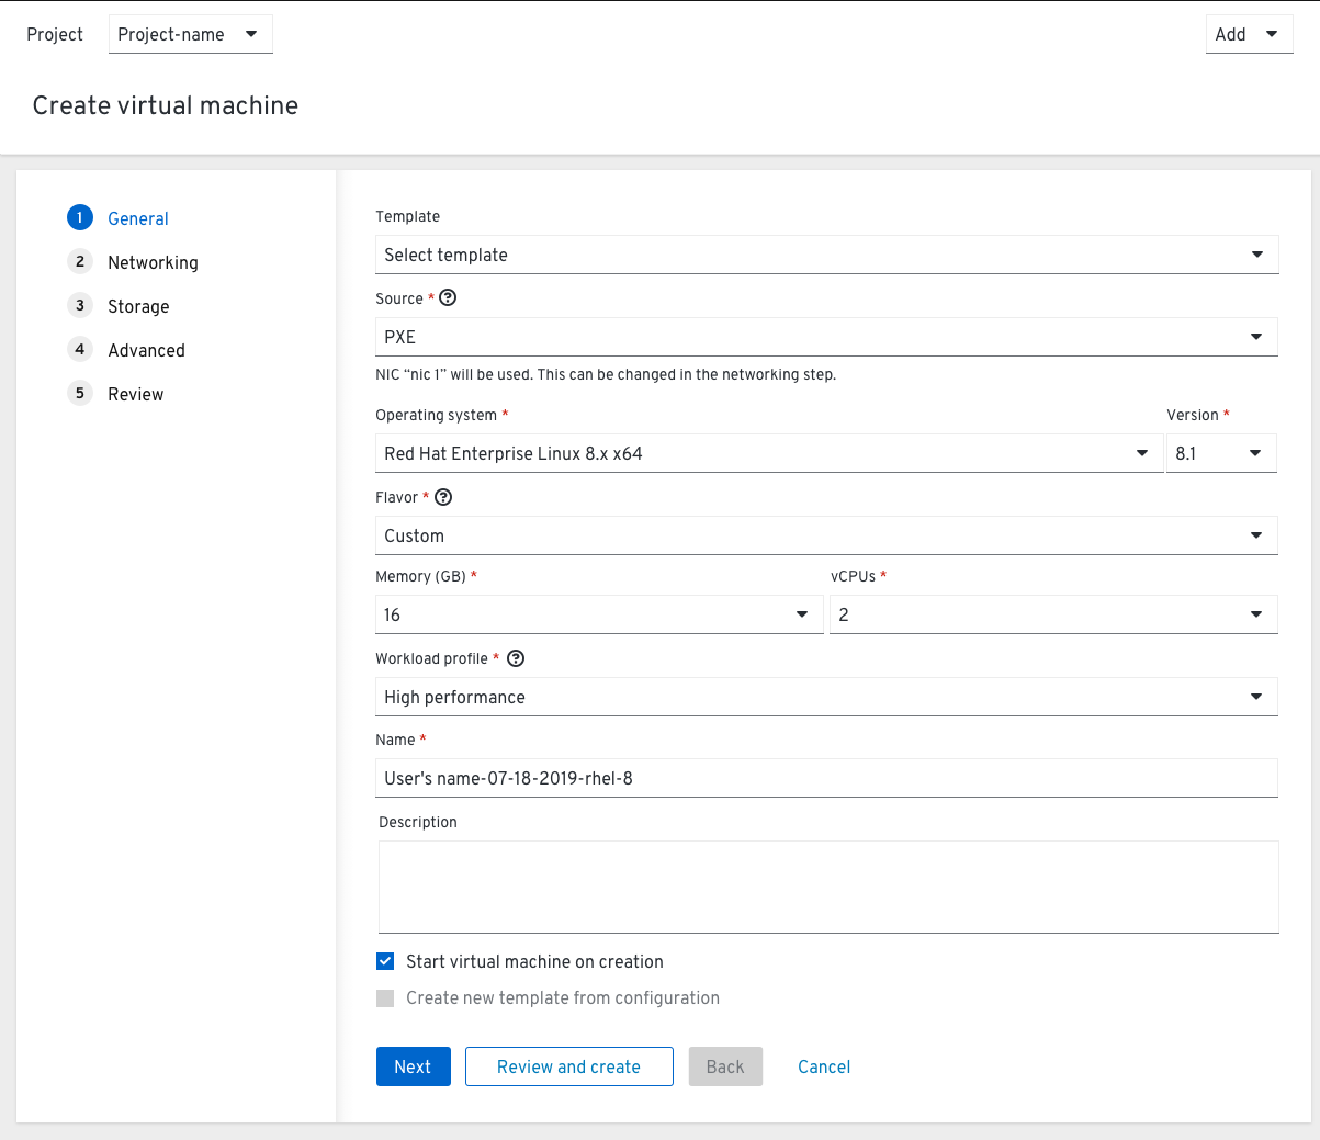 Project Project-name Add
Create virtual machine
1 General
2 Networking
3 Storage
4 Advanced
5 Review
Template
Select template
Source * ?
PXE
NIC “nic 1” will be used. This can be changed in the networking step.
Operating system * Version *
Red Hat Enterprise Linux 8.x x64 8.1
Flavor * ?
Custom
Memory (GB) * vCPUs *
16 2
Workload profile * ?
High performance
Name *
User's name-07-18-2019-rhel-8
Description
Start virtual machine on creation
Create new template from configuration
Next Review and create Back Cancel